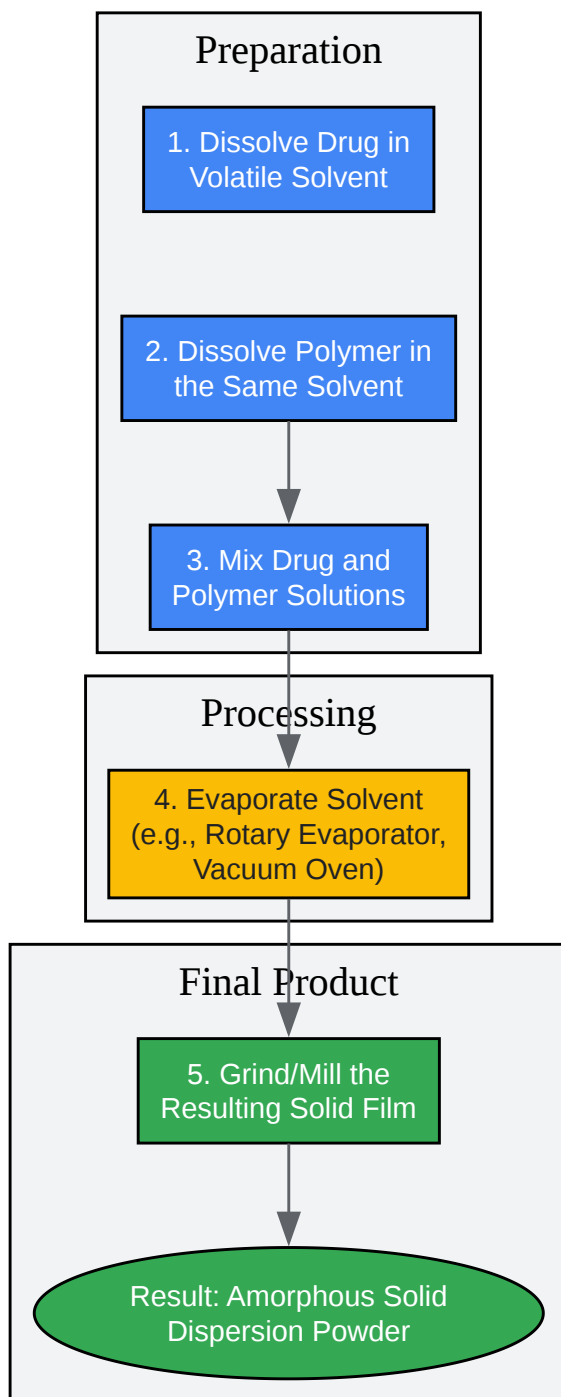 Preparation
1. Dissolve Drug in
Volatile Solvent
2. Dissolve Polymer in
the Same Solvent
3. Mix Drug and
Polymer Solutions
Processing
4. Evaporate Solvent
(e.g., Rotary Evaporator,
Vacuum Oven)
Final Product
5. Grind/Mill the
Resulting Solid Film
Result: Amorphous Solid
Dispersion Powder